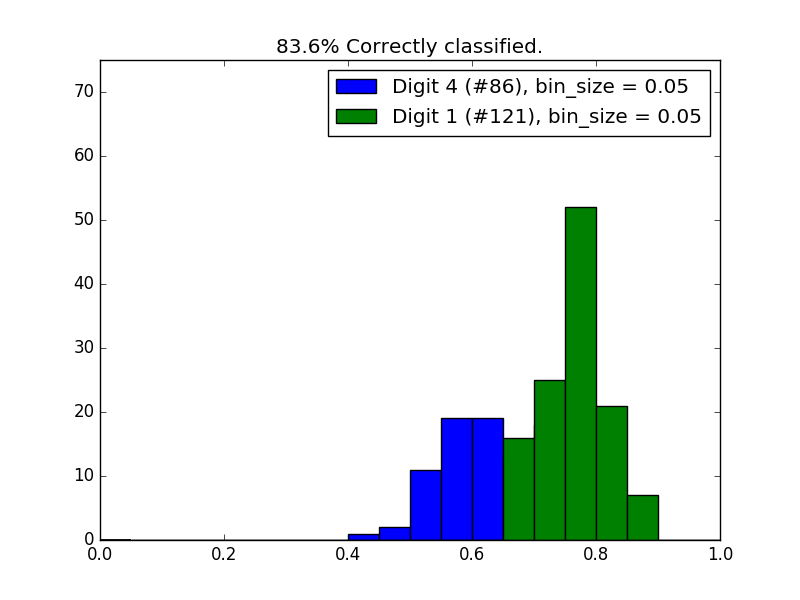 83.6% Correctly classified.
Digit 4 (#86), bin_size = 0.05
Digit 1 (#121), bin_size = 0.05
70
60
50
40
30
20
10
0
0.0 0.2 0.4 0.6 0.8 1.0